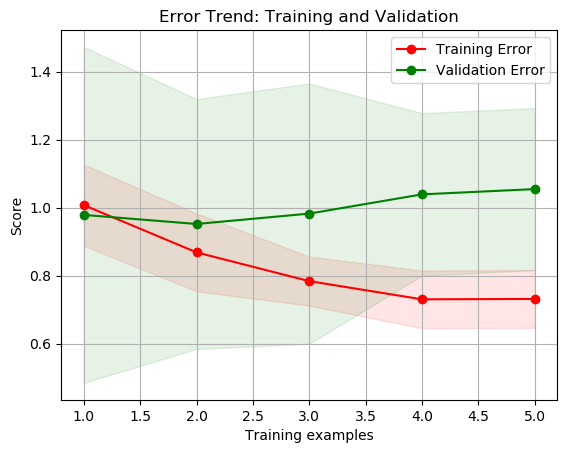 Error Trend: Training and Validation
Training Error
Validation Error
Score
1.4
1.2
1.0
0.8
0.6
1.0 1.5 2.0 2.5 3.0 3.5 4.0 4.5 5.0
Training examples